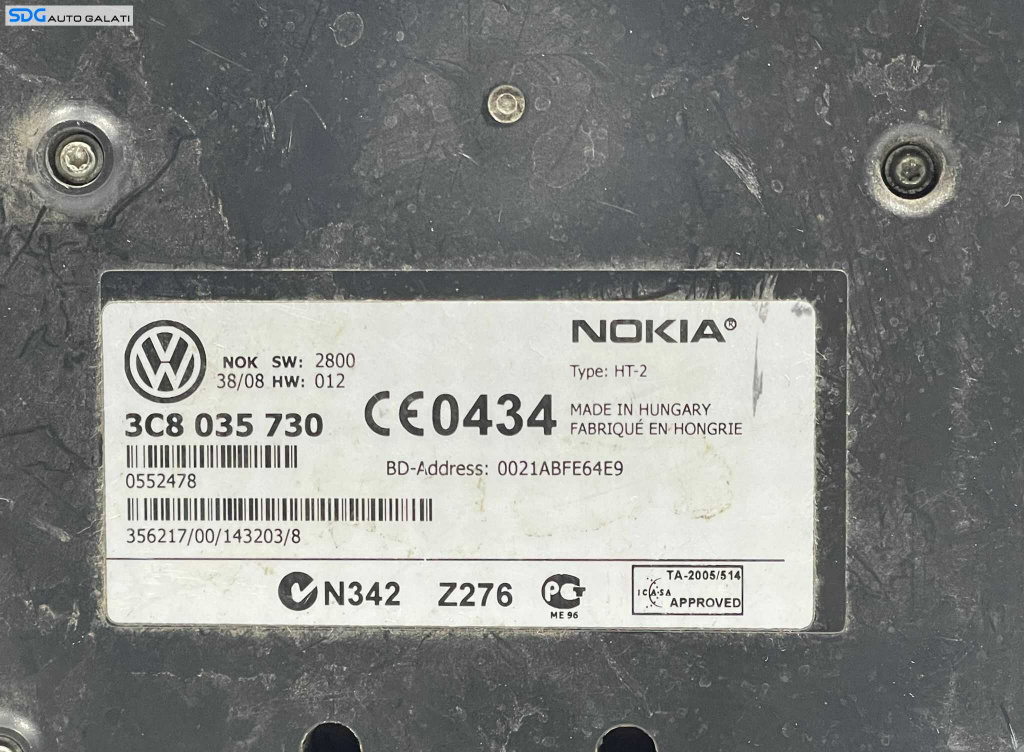 SDG AUTO GALATI
NOKIA®
NOK SW: 2800
38/08 HW: 012
Type: HT-2
3C8 035 730
CE0434
MADE IN HUNGARY
FABRIQUÉ EN HONGRIE
0552478
BD-Address: 0021ABFE64E9
356217/00/143203/8
N342
Z276
PCT
ME 96
TA-2005/514
ICASA
APPROVED